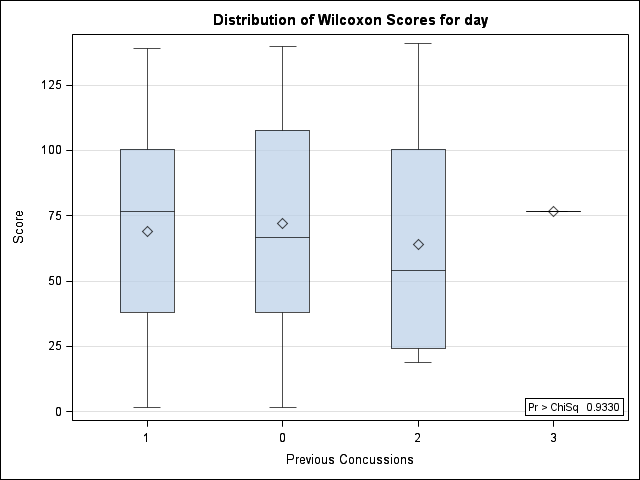 Distribution of Wilcoxon Scores for day
125
100
75
50
25
0
Score
Pr > ChiSq 0.9330
1 0 2 3
Previous Concussions